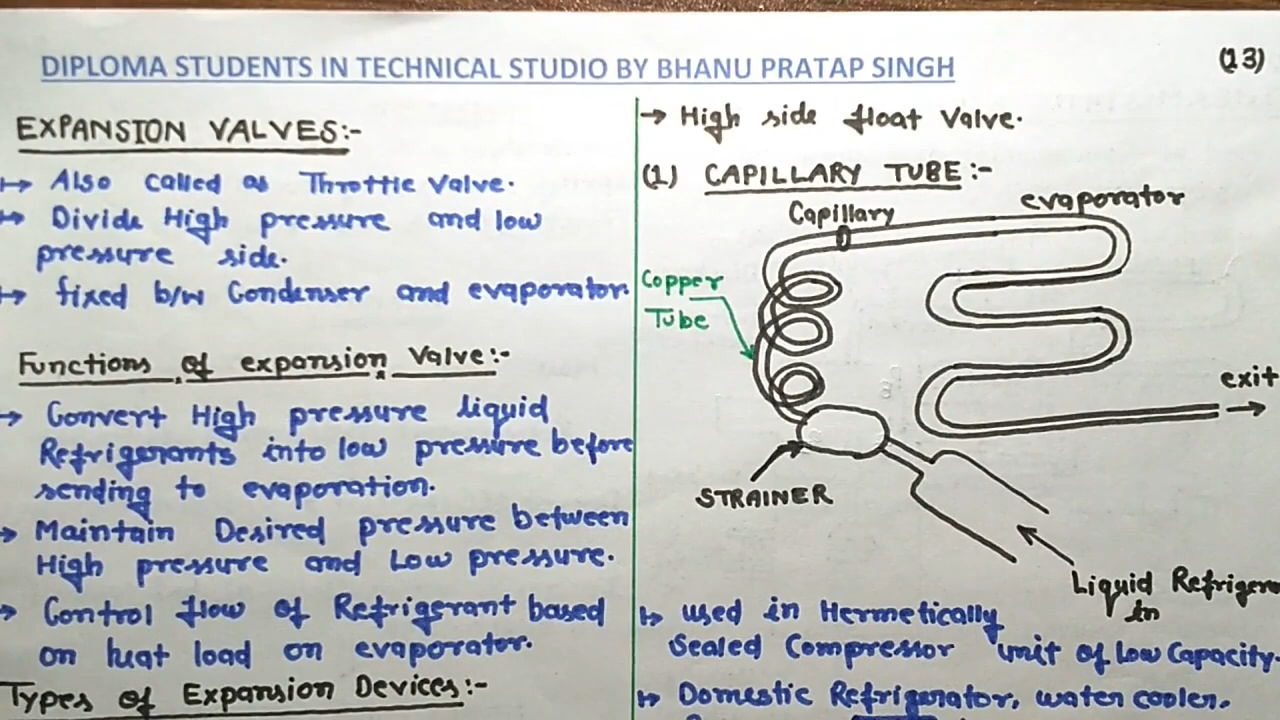 DIPLOMA STUDENTS IN TECHNICAL STUDIO BY BHANU PRATAP SINGH
(13)
EXPANSION VALVES:-
↦ Also called as Throttle Valve.
↦ Divide High pressure and low
pressure side.
↦ fixed b/w Condenser and evaporator
Functions of expansion Valve:-
→ Convert High pressure liquid
Refrigerants into low pressure before
sending to evaporation.
→ Maintain Desired pressure between
High pressure and Low pressure.
→ Control flow of Refrigerant based
on heat load on evaporator.
Types of Expansion Devices:-
→ High side float Valve.
(1) CAPILLARY TUBE:-
Capillary
evaporator
Copper
Tube
exit
STRAINER
Liquid Refrigera
in
↦ used in Hermetically
Sealed Compressor unit of Low Capacity.
↦ Domestic Refrigerator, water cooler.